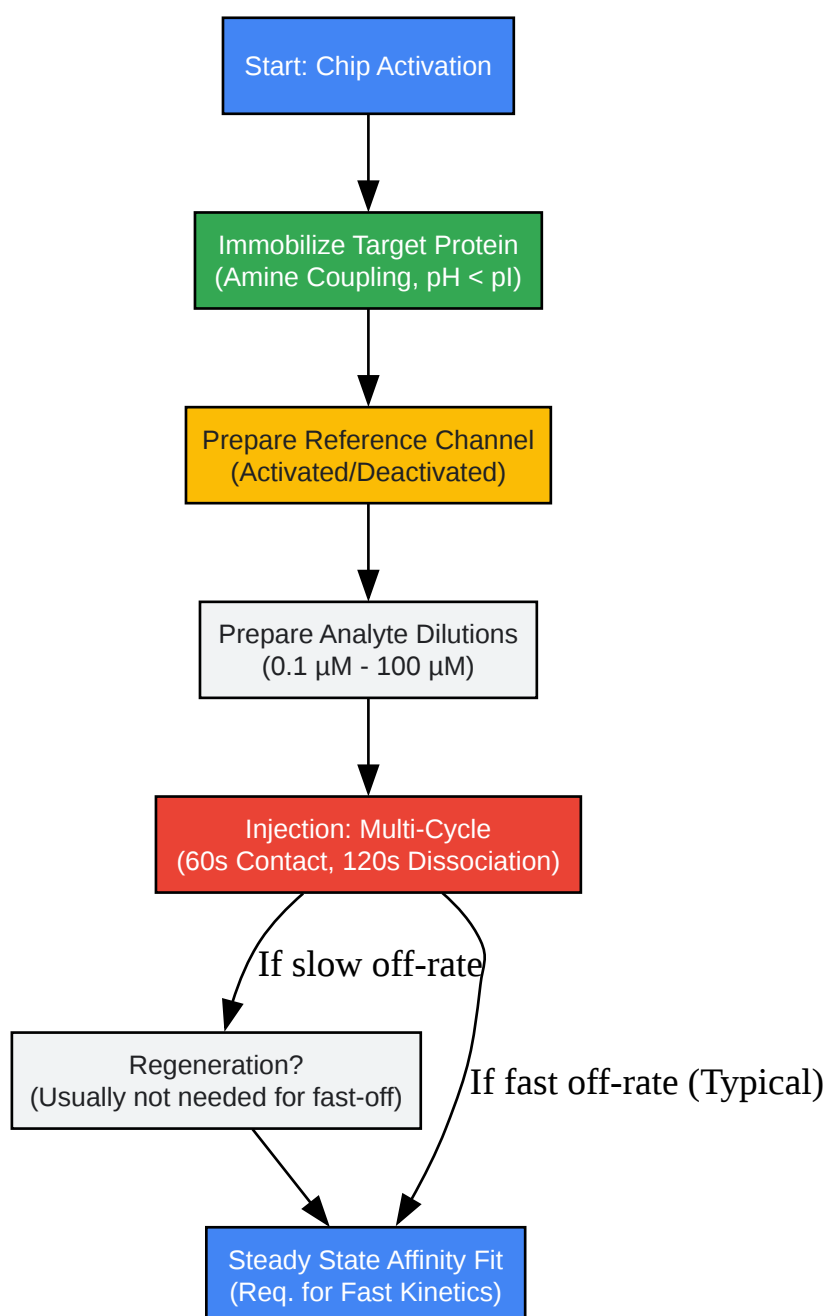 Start: Chip Activation
Immobilize Target Protein
(Amine Coupling, pH < pI)
Prepare Reference Channel
(Activated/Deactivated)
Prepare Analyte Dilutions
(0.1 µM - 100 µM)
Injection: Multi-Cycle
(60s Contact, 120s Dissociation)
If slow off-rate
Regeneration?
(Usually not needed for fast-off)
If fast off-rate (Typical)
Steady State Affinity Fit
(Req. for Fast Kinetics)